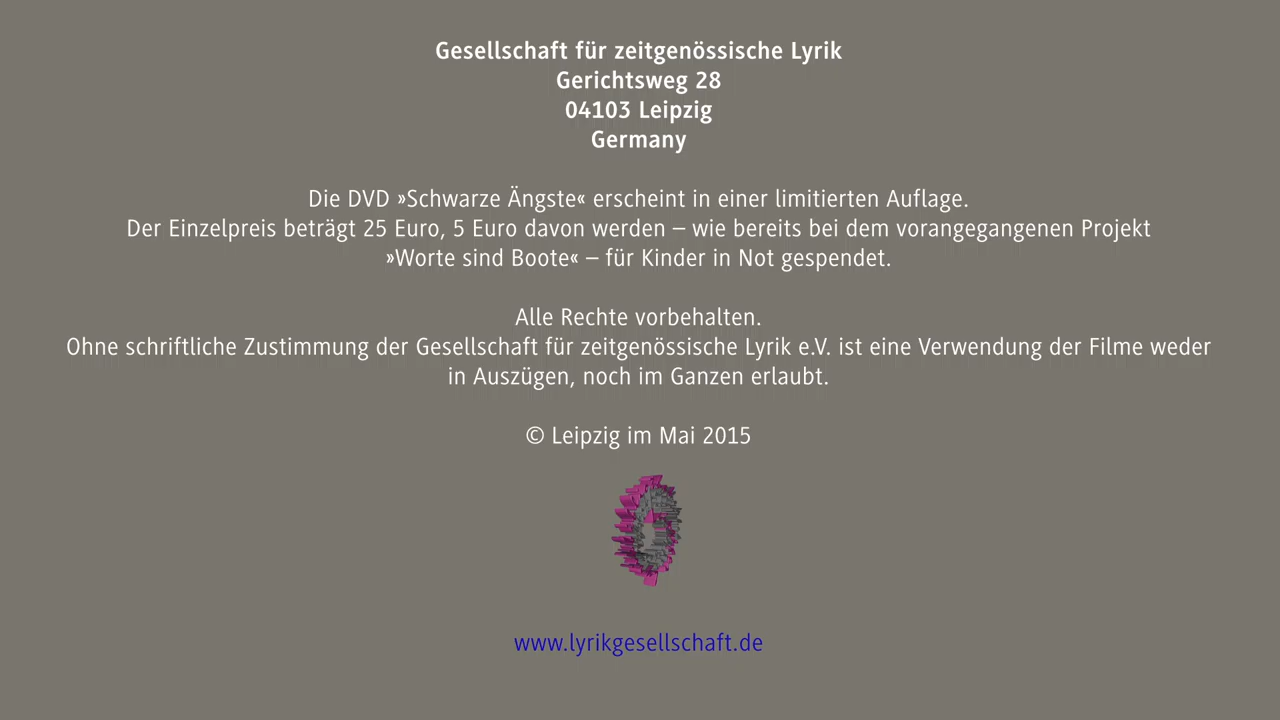 Gesellschaft für zeitgenössische Lyrik
Gerichtsweg 28
04103 Leipzig
Germany
Die DVD »Schwarze Ängste« erscheint in einer limitierten Auflage.
Der Einzelpreis beträgt 25 Euro, 5 Euro davon werden – wie bereits bei dem vorangegangenen Projekt
»Worte sind Boote« – für Kinder in Not gespendet.
Alle Rechte vorbehalten.
Ohne schriftliche Zustimmung der Gesellschaft für zeitgenössische Lyrik e.V. ist eine Verwendung der Filme weder
in Auszügen, noch im Ganzen erlaubt.
© Leipzig im Mai 2015
www.lyrikgesellschaft.de